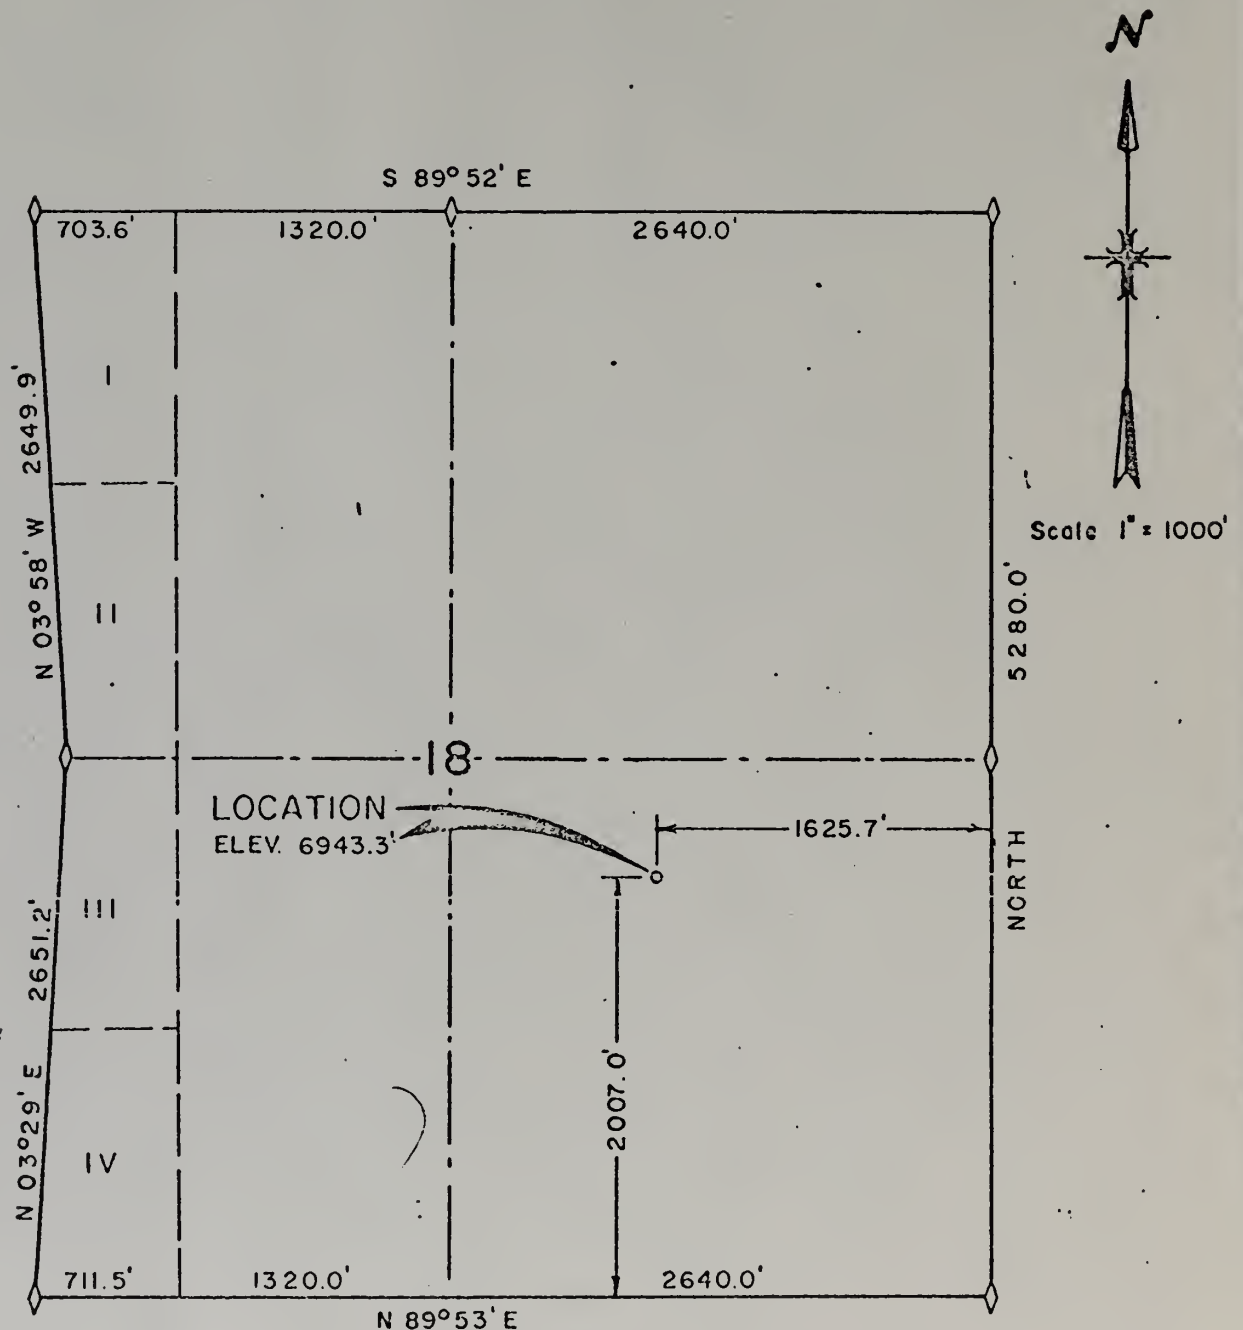 N
S 89° 52' E
703.6'
1320.0'
2640.0'
N 03° 58' W 2649.9'
I
II
Scale 1" = 1000'
5280.0'
NORTH
18
LOCATION
ELEV. 6943.3'
1625.7'
III
N 03° 29' E 2651.2'
IV
2007.0'
711.5'
1320.0'
2640.0'
N 89° 53' E